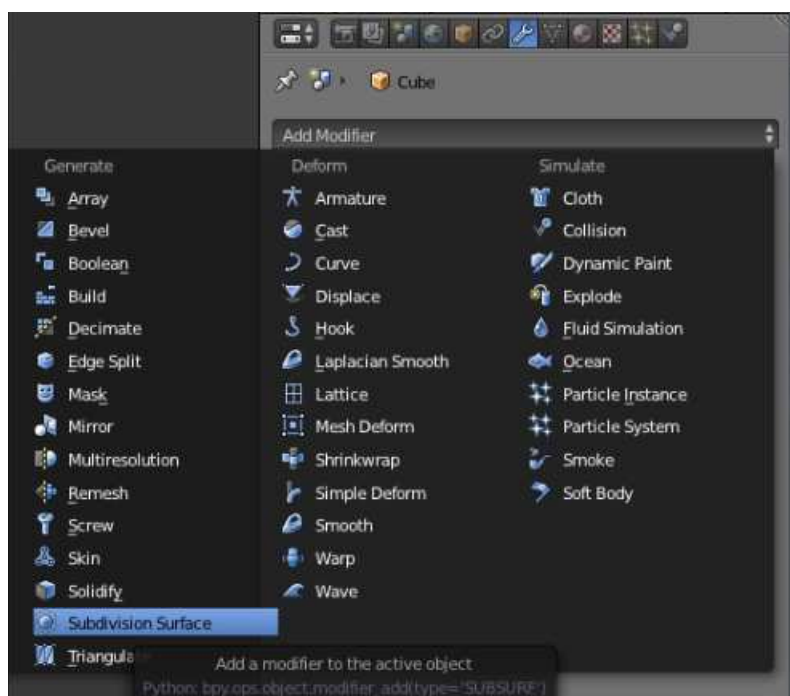 Cube
Add Modifier
Generate
Array
Bevel
Boolean
Build
Decimate
Edge Split
Mask
Mirror
Multiresolution
Remesh
Screw
Skin
Solidify
Subdivision Surface
Deform
Armature
Cast
Curve
Displace
Hook
Laplacian Smooth
Lattice
Mesh Deform
Shrinkwrap
Simple Deform
Smooth
Warp
Wave
Simulate
Cloth
Collision
Dynamic Paint
Explode
Fluid Simulation
Ocean
Particle Instance
Particle System
Smoke
Soft Body
Add a modifier to the active object
Python: bpy.ops.object.modifier_add(type='SUBSURF')